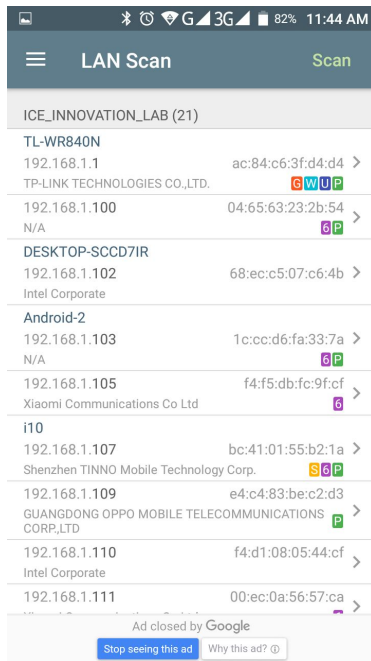 G 3G 82% 11:44 AM
LAN Scan Scan
ICE_INNOVATION_LAB (21)
TL-WR840N
192.168.1.1 ac:84:c6:3f:d4:d4
TP-LINK TECHNOLOGIES CO.,LTD. G W U P
192.168.1.100 04:65:63:23:2b:54
N/A 6 P
DESKTOP-SCCD7IR
192.168.1.102 68:ec:c5:07:c6:4b
Intel Corporate
Android-2
192.168.1.103 1c:cc:d6:fa:33:7a
N/A 6 P
192.168.1.105 f4:f5:db:fc:9f:cf
Xiaomi Communications Co Ltd 6
i10
192.168.1.107 bc:41:01:55:b2:1a
Shenzhen TINNO Mobile Technology Corp. S 6 P
192.168.1.109 e4:c4:83:be:c2:d3
GUANGDONG OPPO MOBILE TELECOMMUNICATIONS P
CORP.,LTD
192.168.1.110 f4:d1:08:05:44:cf
Intel Corporate
192.168.1.111 00:ec:0a:56:57:ca
Ad closed by Google
Stop seeing this ad Why this ad?